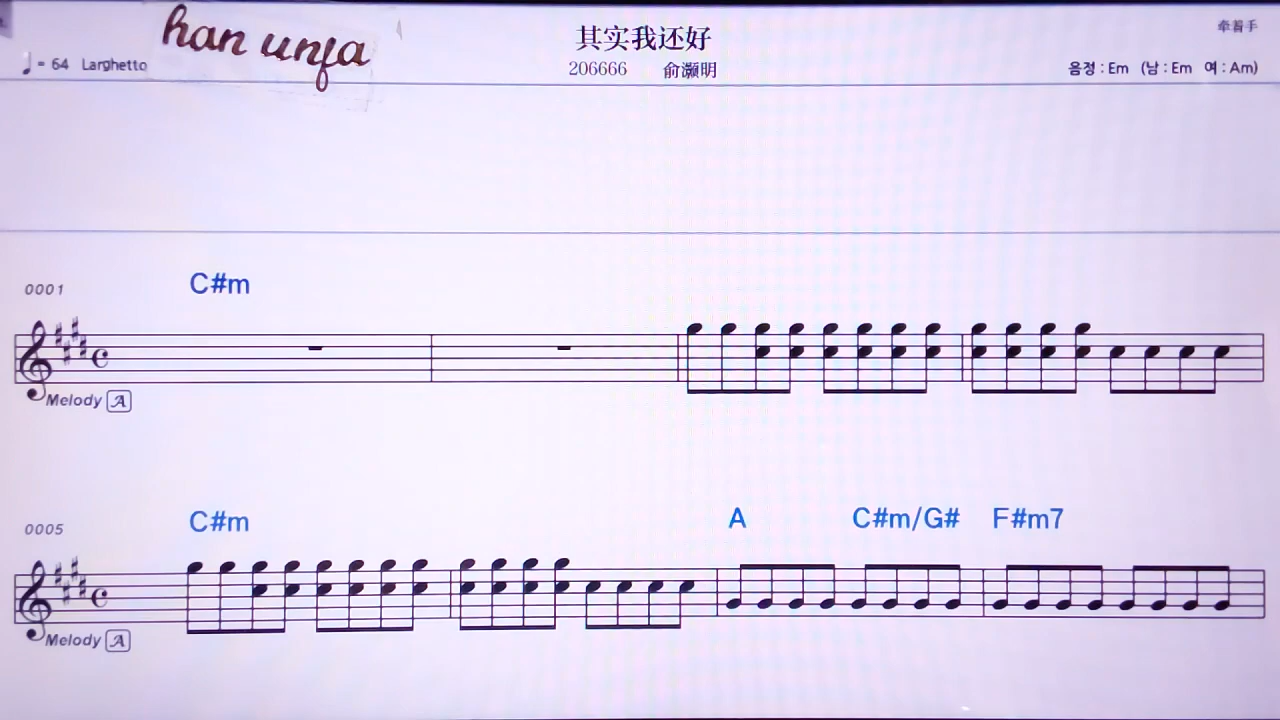 han unfa
其实我还好
牵着手
♩ = 64 Larghetto
206666 俞灏明
음정 : Em (남 : Em 여 : Am)
C#m
0001
Melody A
C#m A C#m/G# F#m7
0005
Melody A